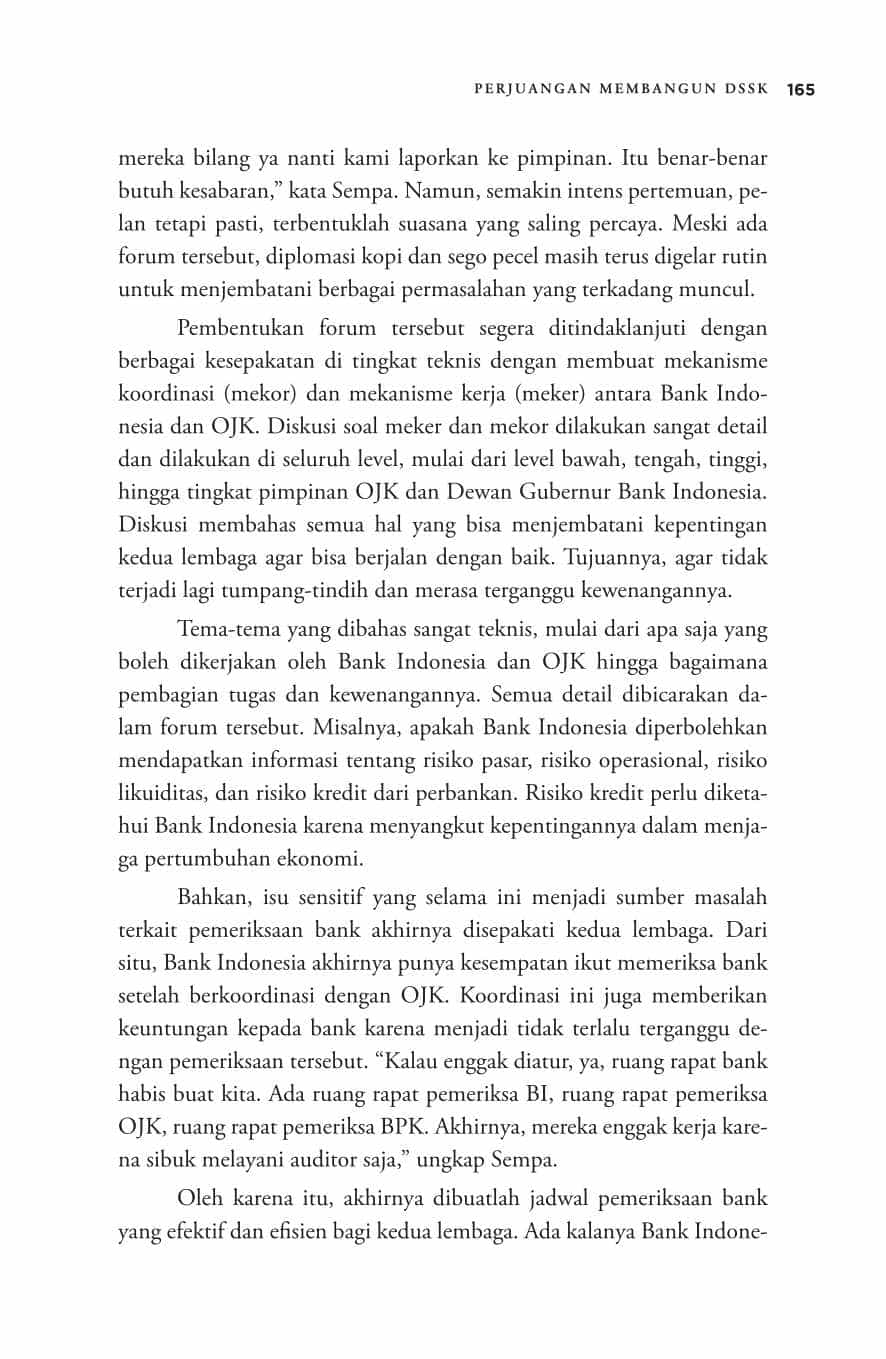 PERJUANGAN MEMBANGUN DSSK 165
mereka bilang ya nanti kami laporkan ke pimpinan. Itu benar-benar
butuh kesabaran,” kata Sempa. Namun, semakin intens pertemuan, pe-
lan tetapi pasti, terbentuklah suasana yang saling percaya. Meski ada
forum tersebut, diplomasi kopi dan sego pecel masih terus digelar rutin
untuk menjembatani berbagai permasalahan yang terkadang muncul.
Pembentukan forum tersebut segera ditindaklanjuti dengan
berbagai kesepakatan di tingkat teknis dengan membuat mekanisme
koordinasi (mekor) dan mekanisme kerja (meker) antara Bank Indo-
nesia dan OJK. Diskusi soal meker dan mekor dilakukan sangat detail
dan dilakukan di seluruh level, mulai dari level bawah, tengah, tinggi,
hingga tingkat pimpinan OJK dan Dewan Gubernur Bank Indonesia.
Diskusi membahas semua hal yang bisa menjembatani kepentingan
kedua lembaga agar bisa berjalan dengan baik. Tujuannya, agar tidak
terjadi lagi tumpang-tindih dan merasa terganggu kewenangannya.
Tema-tema yang dibahas sangat teknis, mulai dari apa saja yang
boleh dikerjakan oleh Bank Indonesia dan OJK hingga bagaimana
pembagian tugas dan kewenangannya. Semua detail dibicarakan da-
lam forum tersebut. Misalnya, apakah Bank Indonesia diperbolehkan
mendapatkan informasi tentang risiko pasar, risiko operasional, risiko
likuiditas, dan risiko kredit dari perbankan. Risiko kredit perlu diketa-
hui Bank Indonesia karena menyangkut kepentingannya dalam menja-
ga pertumbuhan ekonomi.
Bahkan, isu sensitif yang selama ini menjadi sumber masalah
terkait pemeriksaan bank akhirnya disepakati kedua lembaga. Dari
situ, Bank Indonesia akhirnya punya kesempatan ikut memeriksa bank
setelah berkoordinasi dengan OJK. Koordinasi ini juga memberikan
keuntungan kepada bank karena menjadi tidak terlalu terganggu de-
ngan pemeriksaan tersebut. “Kalau enggak diatur, ya, ruang rapat bank
habis buat kita. Ada ruang rapat pemeriksa BI, ruang rapat pemeriksa
OJK, ruang rapat pemeriksa BPK. Akhirnya, mereka enggak kerja kare-
na sibuk melayani auditor saja,” ungkap Sempa.
Oleh karena itu, akhirnya dibuatlah jadwal pemeriksaan bank
yang efektif dan efisien bagi kedua lembaga. Ada kalanya Bank Indone-